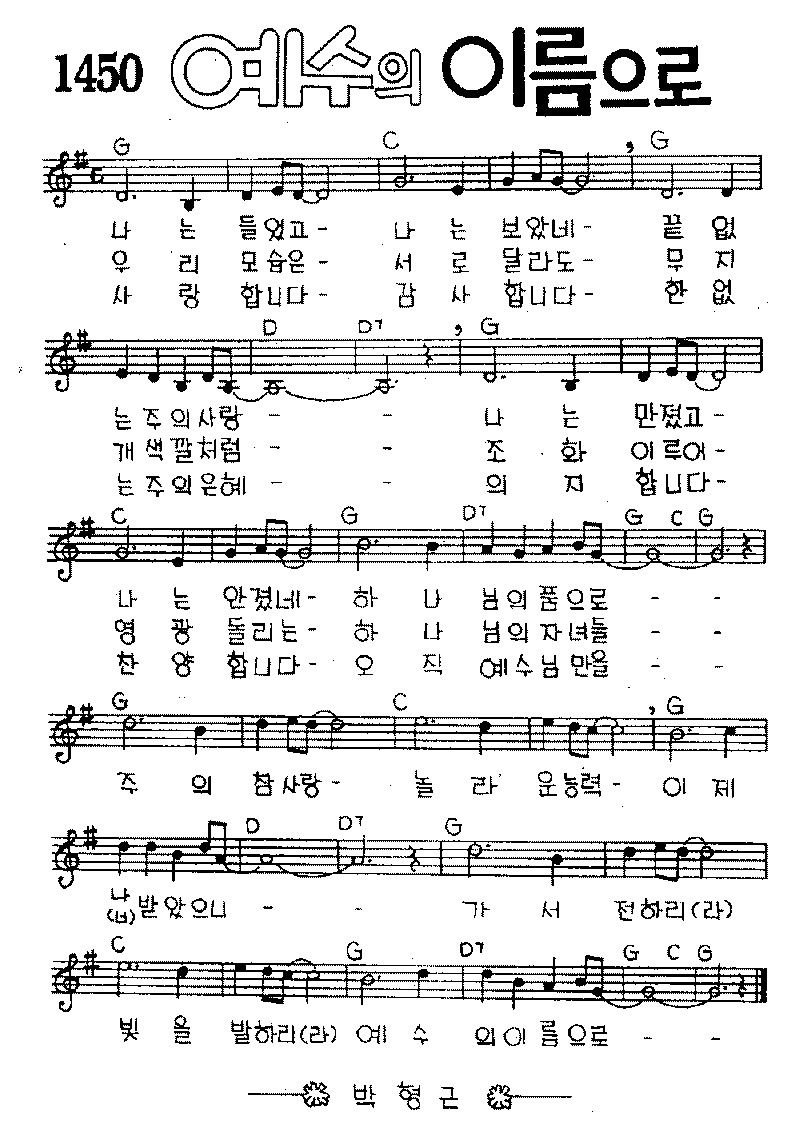 1450 예수의 이름으로
G C G
나 는 들었고- 나 는 보았네- 끝 없
우 리 모습은- 서 로 달라도- 무 지
사 랑 합니다- 감 사 합니다- 한 없
D D7 G
는 주의사랑 - - 나 는 만졌고-
개 색깔처럼 - - 조 화 이루어-
는주의은혜 - - 의 지 합니다-
C G D7 G C G
나 는 안겼네- 하 나 님의품으로 - -
영 광 돌리는- 하 나 님의자녀들 - -
찬 양 합니다- 오 직 예수님만을 - -
G C G
주 의 참사랑- 놀 라 운능력- 이 제
D D7 G
나(너)받았으니 - - 가 서 전하리(라)
C G D7 G C G
빛 을 발하리(라) 예 수 의이름으로 - -
박 형 근